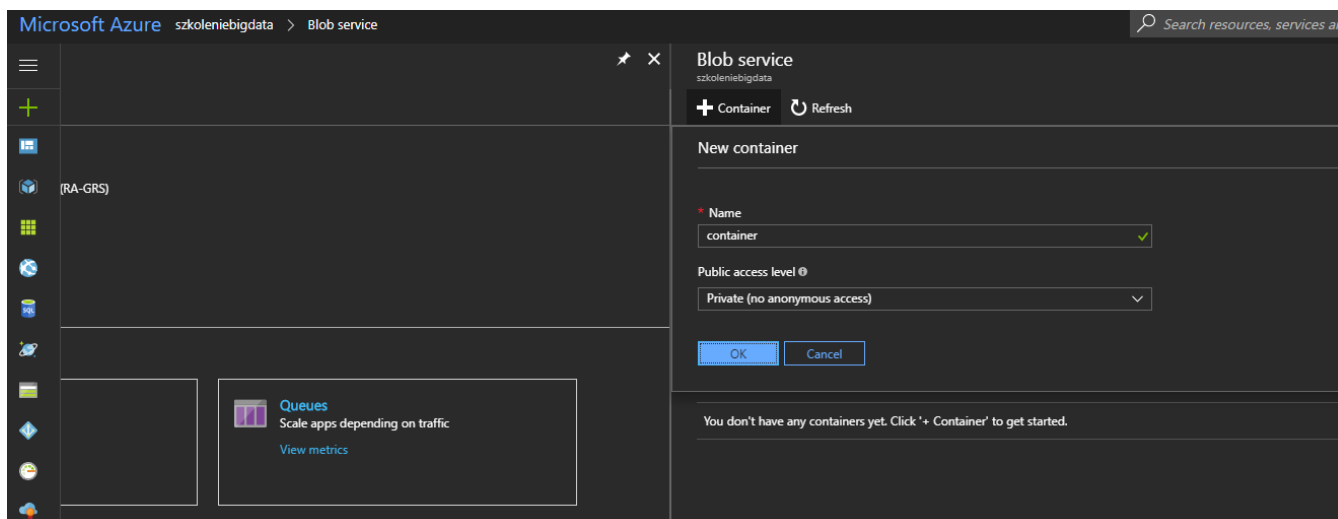 Microsoft Azure szkoleniebigdata > Blob service
Search resources, services
Blob service
szkoleniebigdata
Container Refresh
New container
(RA-GRS)
* Name
container
Public access level
Private (no anonymous access)
OK Cancel
Queues
Scale apps depending on traffic
View metrics
You don't have any containers yet. Click '+ Container' to get started.
SQL